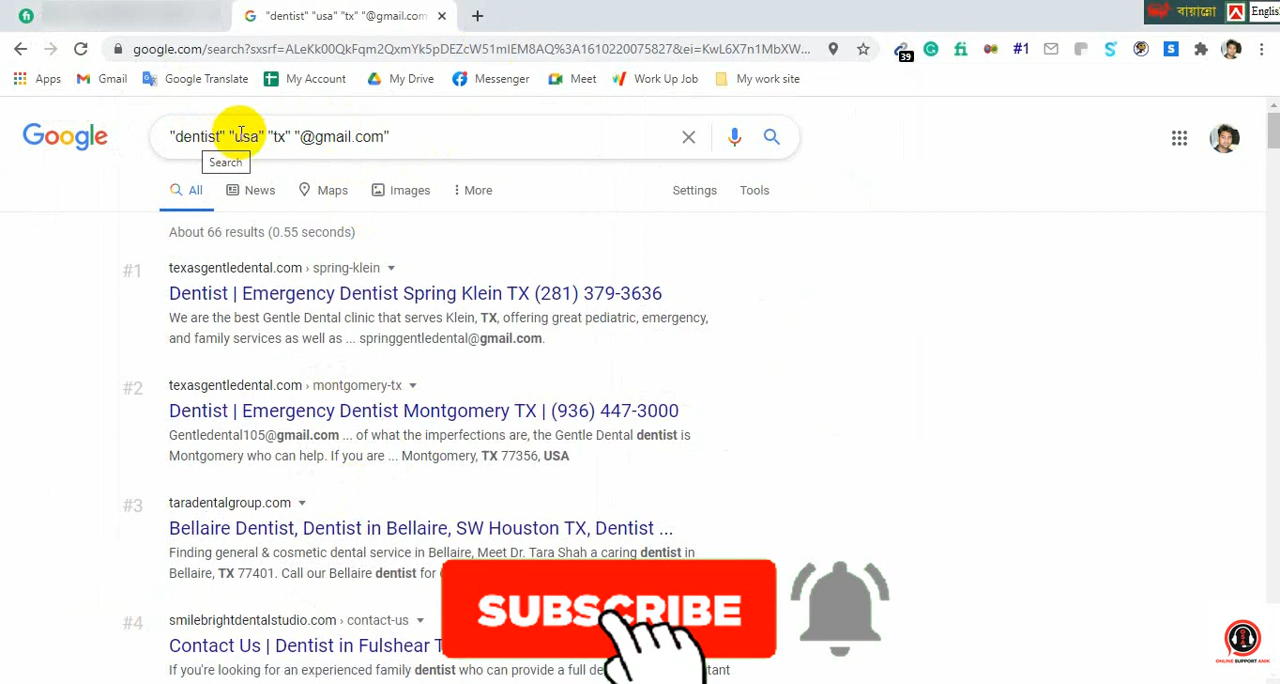 "dentist" "usa" "tx" "@gmail.com
বায়ান্নো
English
google.com/search?sxsrf=ALeKk00QkFqm2QxmYk5pDEZcW51mIEM8AQ%3A1610220075827&ei=KwL6X7n1MbXW...
39
#1
Apps
Gmail
Google Translate
My Account
My Drive
Messenger
Meet
Work Up Job
My work site
Google
"dentist" "usa" "tx" "@gmail.com"
Search
All
News
Maps
Images
More
Settings
Tools
About 66 results (0.55 seconds)
#1
texasgentledental.com › spring-klein
Dentist | Emergency Dentist Spring Klein TX (281) 379-3636
We are the best Gentle Dental clinic that serves Klein, TX, offering great pediatric, emergency,
and family services as well as ... springgentledental@gmail.com.
#2
texasgentledental.com › montgomery-tx
Dentist | Emergency Dentist Montgomery TX | (936) 447-3000
Gentledental105@gmail.com ... of what the imperfections are, the Gentle Dental dentist is
Montgomery who can help. If you are ... Montgomery, TX 77356, USA
#3
taradentalgroup.com
Bellaire Dentist, Dentist in Bellaire, SW Houston TX, Dentist ...
Finding general & cosmetic dental service in Bellaire, Meet Dr. Tara Shah a caring dentist in
Bellaire, TX 77401. Call our Bellaire dentist for
#4
smilebrightdentalstudio.com › contact-us
Contact Us | Dentist in Fulshear T
If you're looking for an experienced family dentist who can provide a full de
SUBSCRIBE
ONLINE SUPPORT ANIK